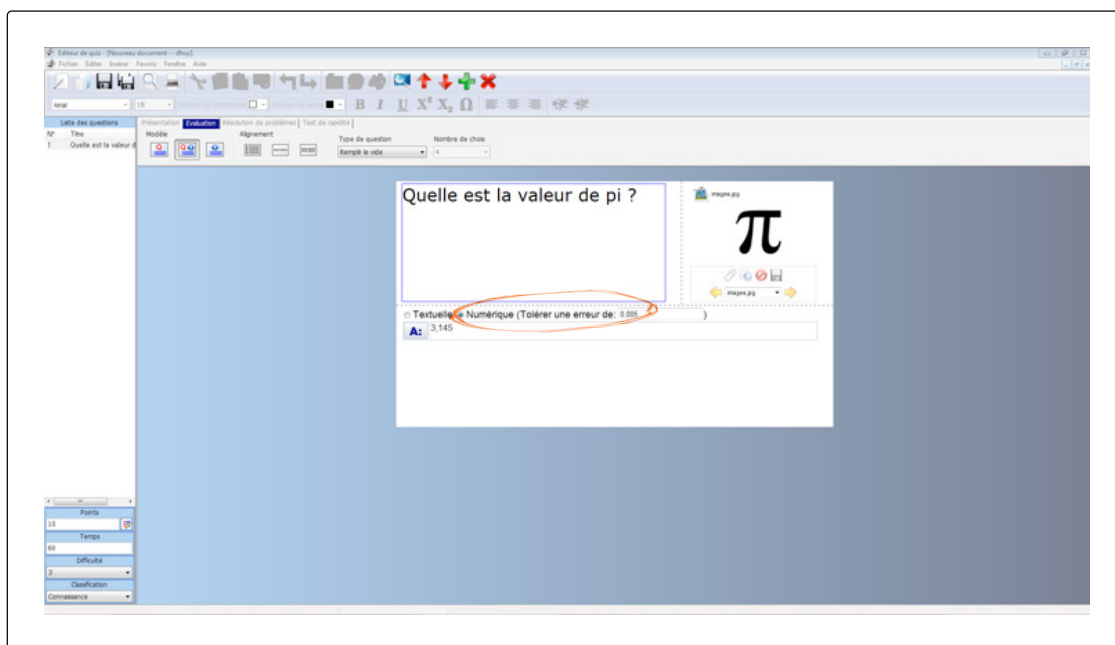 Editeur de quiz - [Nouveau document -- dhuy]
Fichier Editer Insérer Favoris Fenêtre Aide
Arial 18
B I U X² X₂ Ω
Liste des questions
N° Titre
1 Quelle est la valeur d
Présentation Evaluation Résolution de problèmes Test de rapidité
Modèle Alignement Type de question Nombre de choix
Remplir le vide
Quelle est la valeur de pi ?
images.jpg
π
images.jpg
Textuelle Numérique (Tolérer une erreur de: 0,005 )
A: 3,145
Points
10
Temps
60
Difficulté
3
Classification
Connaissance